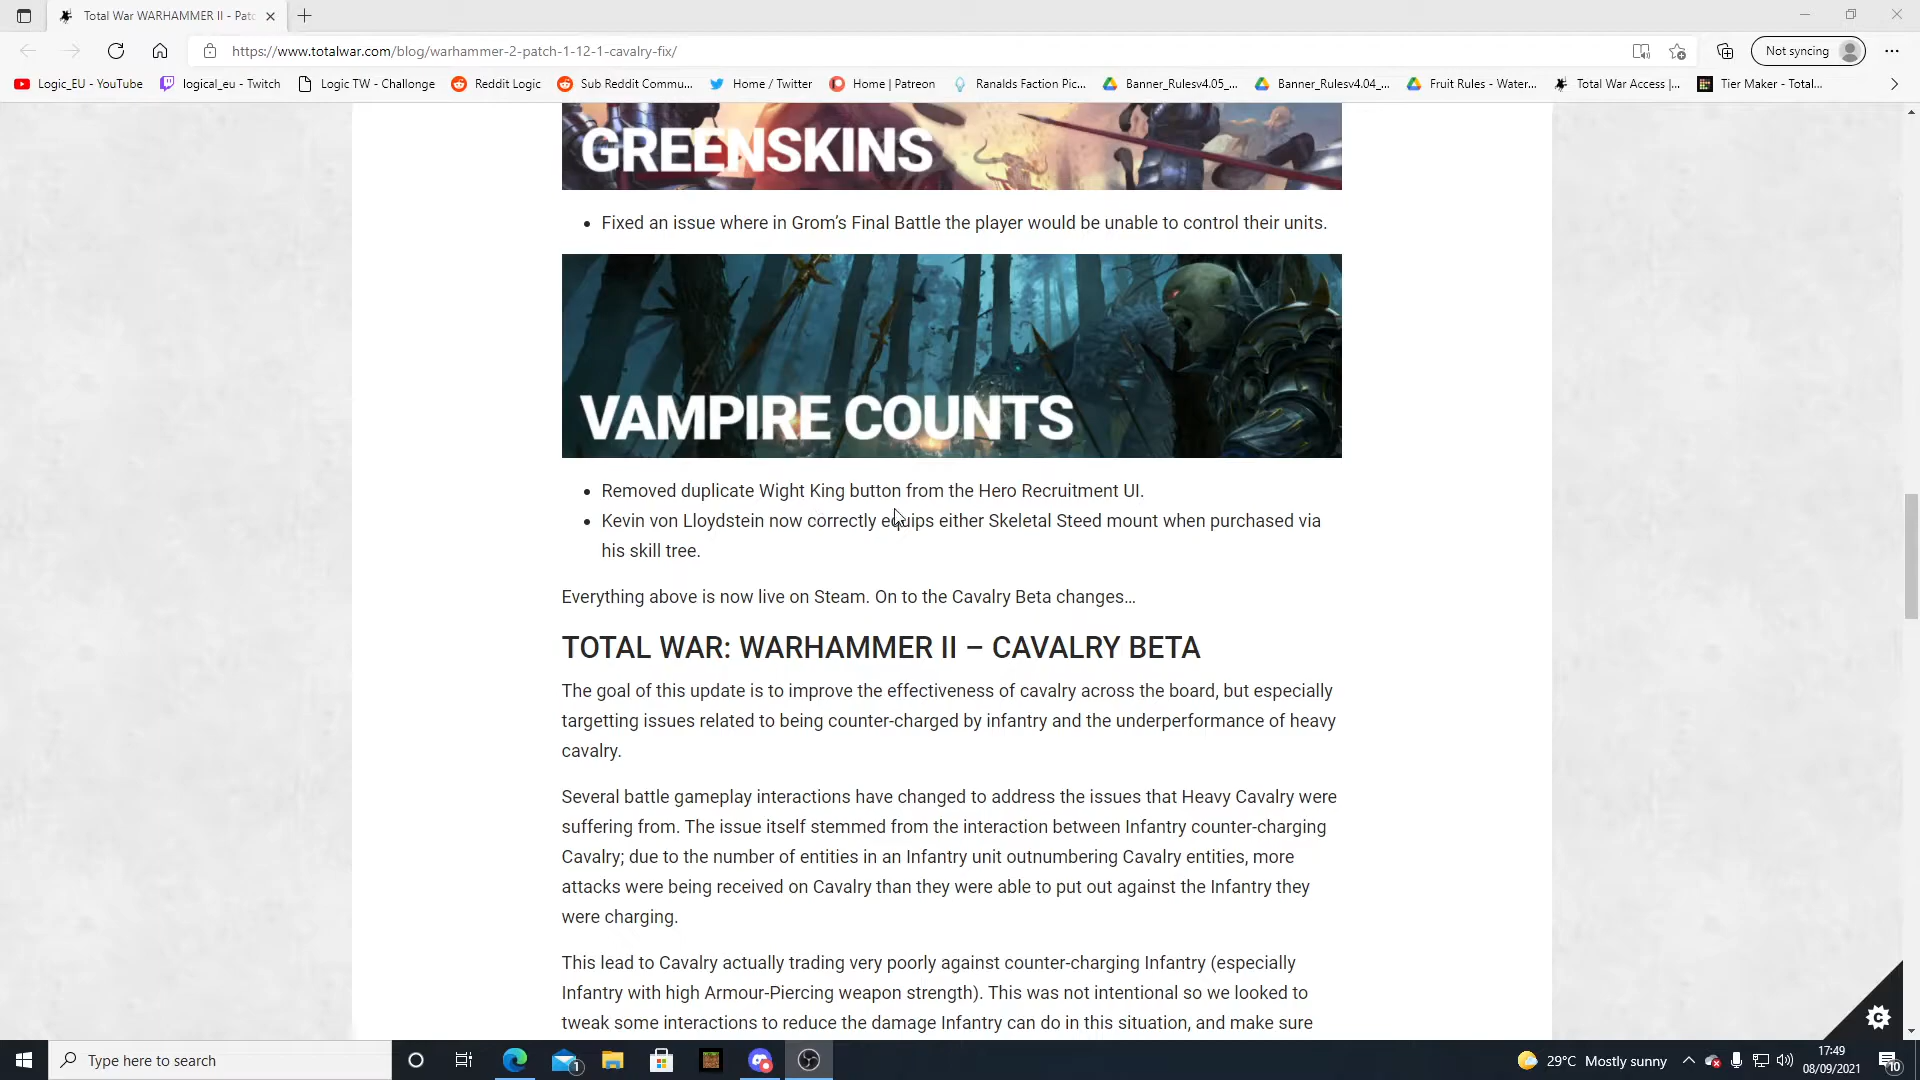 Total War WARHAMMER II - Patc
https://www.totalwar.com/blog/warhammer-2-patch-1-12-1-cavalry-fix/
Not syncing
Logic_EU - YouTube
logical_eu - Twitch
Logic TW - Challonge
Reddit Logic
Sub Reddit Commu...
Home / Twitter
Home | Patreon
Ranalds Faction Pic...
Banner_Rulesv4.05_...
Banner_Rulesv4.04_...
Fruit Rules - Water...
Total War Access |...
Tier Maker - Total...
GREENSKINS
• Fixed an issue where in Grom’s Final Battle the player would be unable to control their units.
VAMPIRE COUNTS
• Removed duplicate Wight King button from the Hero Recruitment UI.
• Kevin von Lloydstein now correctly equips either Skeletal Steed mount when purchased via
his skill tree.
Everything above is now live on Steam. On to the Cavalry Beta changes…
TOTAL WAR: WARHAMMER II – CAVALRY BETA
The goal of this update is to improve the effectiveness of cavalry across the board, but especially
targetting issues related to being counter-charged by infantry and the underperformance of heavy
cavalry.
Several battle gameplay interactions have changed to address the issues that Heavy Cavalry were
suffering from. The issue itself stemmed from the interaction between Infantry counter-charging
Cavalry; due to the number of entities in an Infantry unit outnumbering Cavalry entities, more
attacks were being received on Cavalry than they were able to put out against the Infantry they
were charging.
This lead to Cavalry actually trading very poorly against counter-charging Infantry (especially
Infantry with high Armour-Piercing weapon strength). This was not intentional so we looked to
tweak some interactions to reduce the damage Infantry can do in this situation, and make sure
Type here to search
1
29°C Mostly sunny
17:49
08/09/2021
10